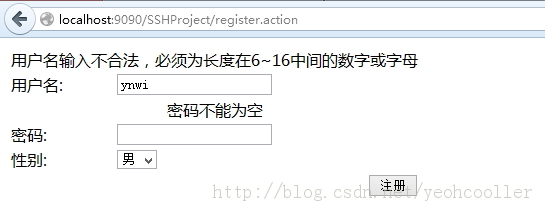 localhost:9090/SSHProject/register.action
用户名输入不合法，必须为长度在6~16中间的数字或字母
用户名: ynwi
密码不能为空
密码:
性别: 男
注册
http://blog.csdn.net/yeohcooller